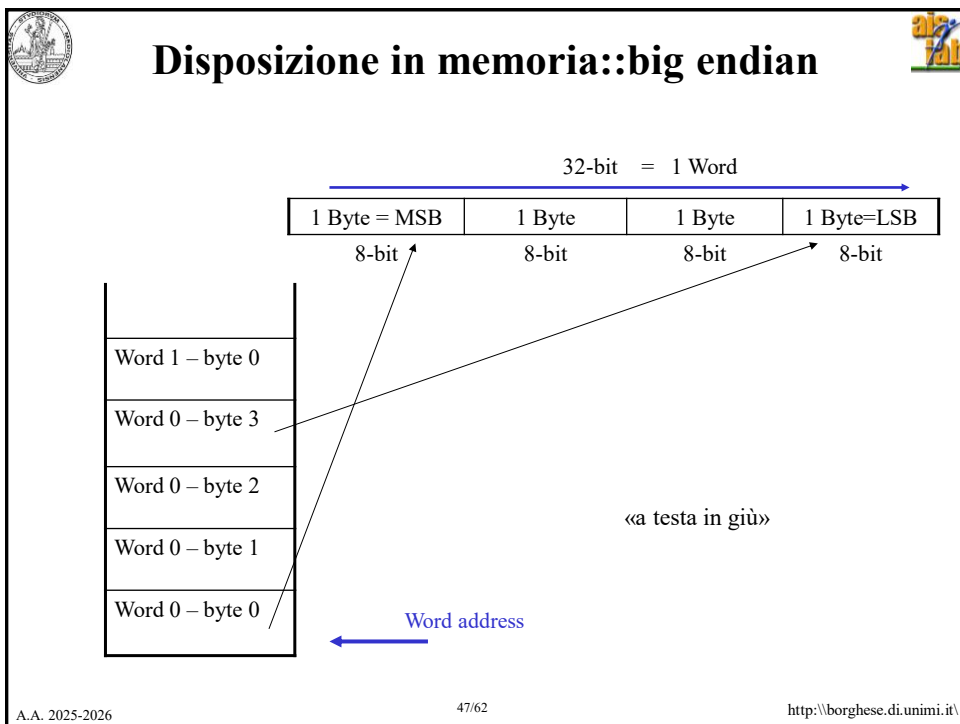 Disposizione in memoria::big endian
32-bit = 1 Word
1 Byte = MSB 1 Byte 1 Byte 1 Byte=LSB
8-bit 8-bit 8-bit 8-bit
Word 1 – byte 0
Word 0 – byte 3
Word 0 – byte 2
«a testa in giù»
Word 0 – byte 1
Word 0 – byte 0
Word address
A.A. 2025-2026 47/62 http:\\borghese.di.unimi.it\